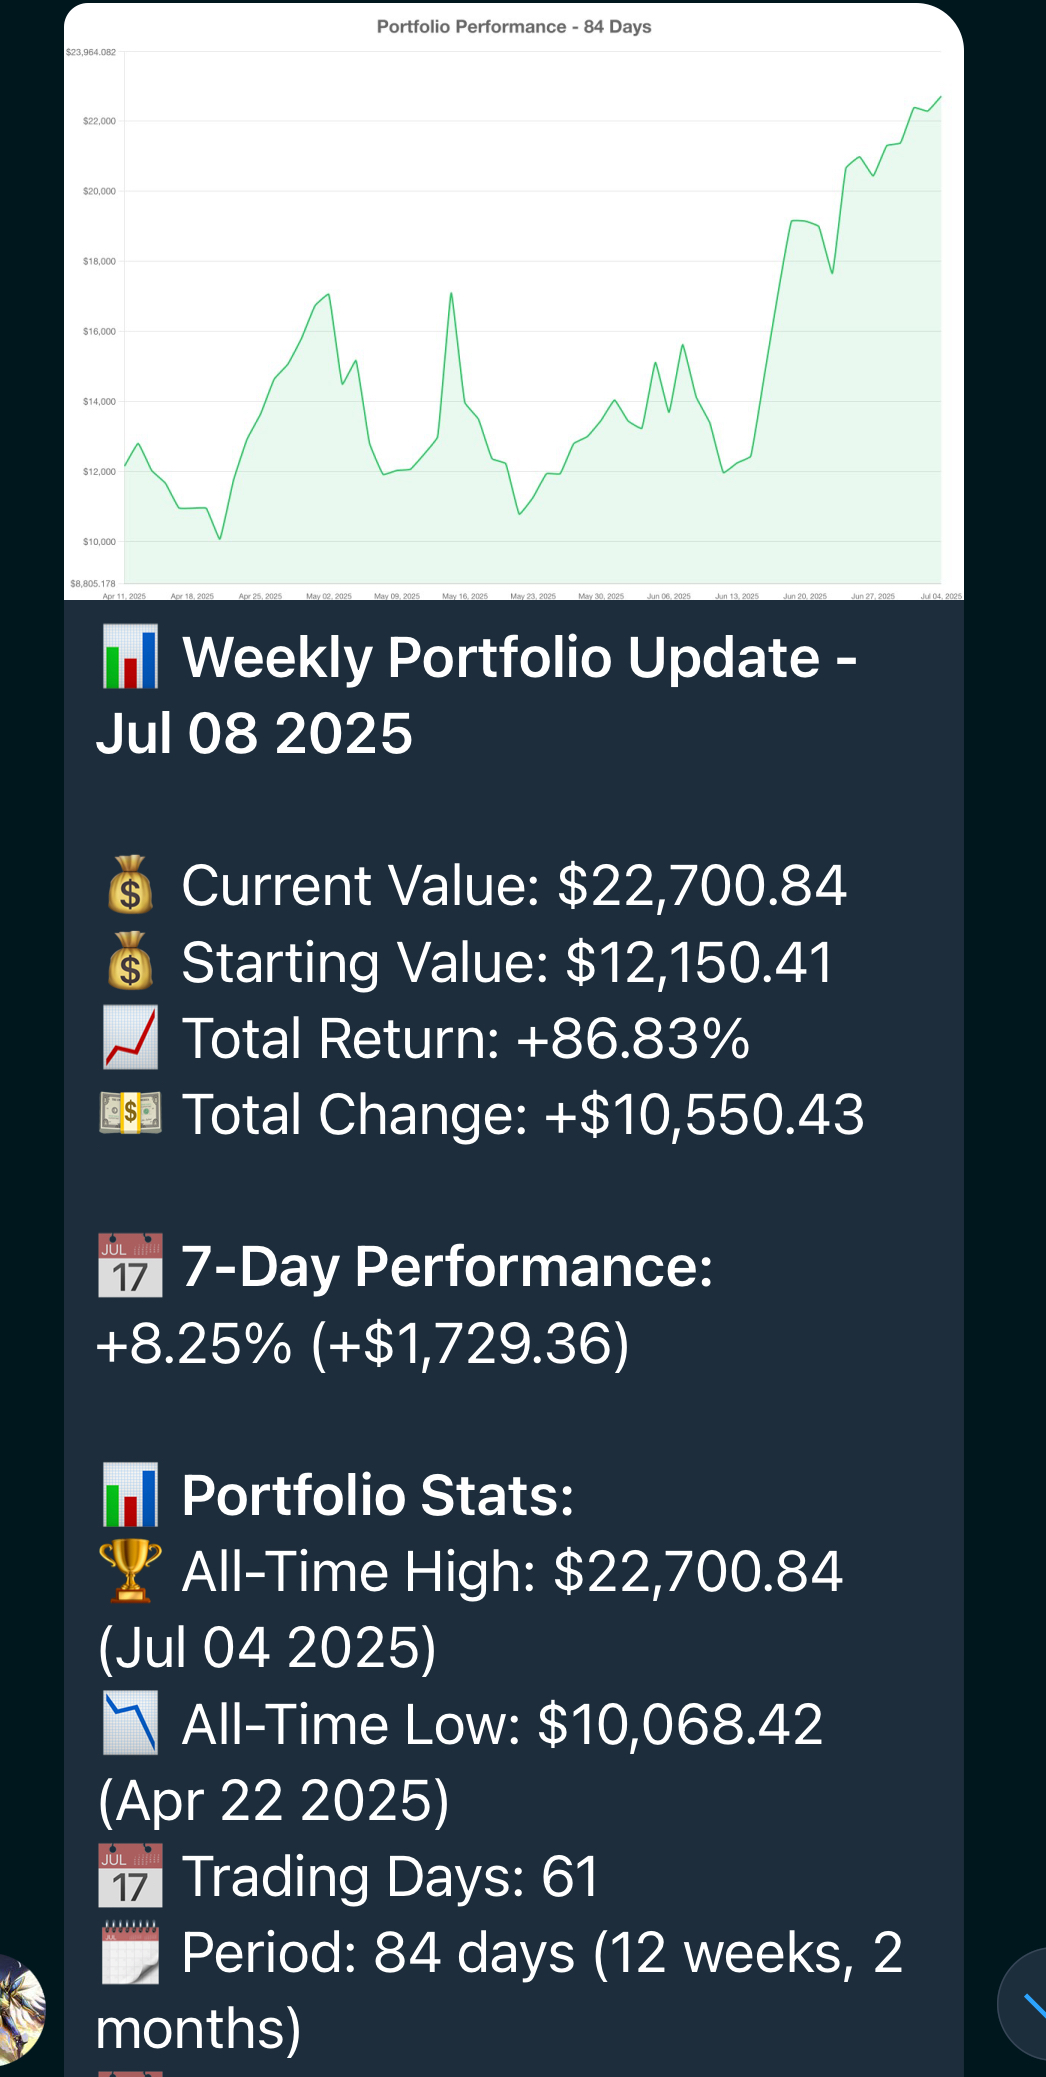 Portfolio Performance - 84 Days
$23,964.082
$22,000
$20,000
$18,000
$16,000
$14,000
$12,000
$10,000
$8,805.178
Apr 11, 2025 Apr 18, 2025 Apr 25, 2025 May 02, 2025 May 09, 2025 May 16, 2025 May 23, 2025 May 30, 2025 Jun 06, 2025 Jun 13, 2025 Jun 20, 2025 Jun 27, 2025 Jul 04, 2025
📊 Weekly Portfolio Update -
Jul 08 2025
💰 Current Value: $22,700.84
💰 Starting Value: $12,150.41
📈 Total Return: +86.83%
💵 Total Change: +$10,550.43
📅 7-Day Performance:
+8.25% (+$1,729.36)
📊 Portfolio Stats:
🏆 All-Time High: $22,700.84
(Jul 04 2025)
📉 All-Time Low: $10,068.42
(Apr 22 2025)
📅 Trading Days: 61
📆 Period: 84 days (12 weeks, 2
months)